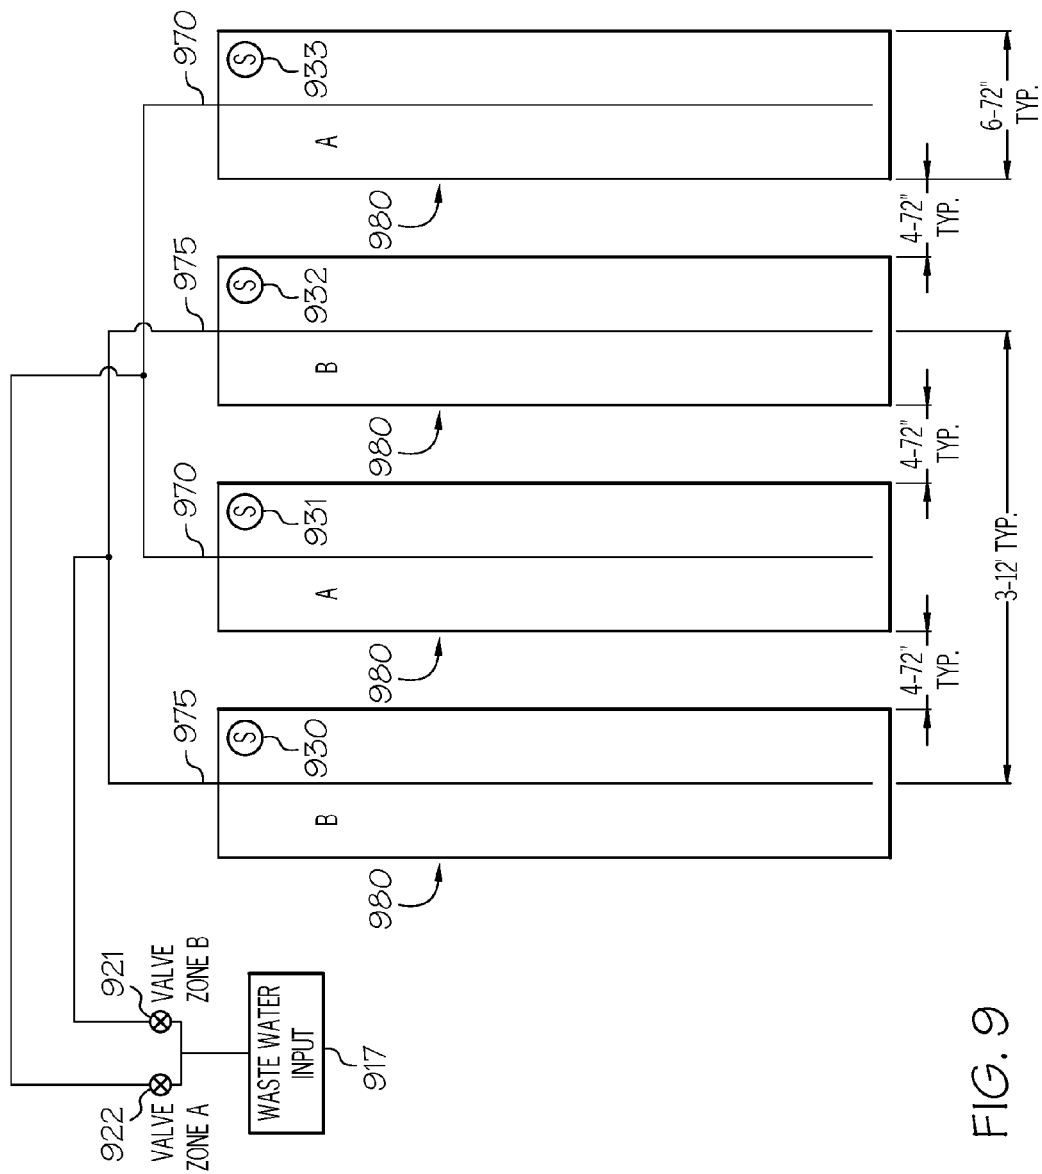 922
VALVE
ZONE A
921
VALVE
ZONE B
WASTE WATER
INPUT
917
975
980
B
S
930
970
980
A
S
931
975
980
B
S
932
970
980
A
S
933
4-72"
TYP.
4-72"
TYP.
4-72"
TYP.
6-72"
TYP.
3-12' TYP.
FIG. 9